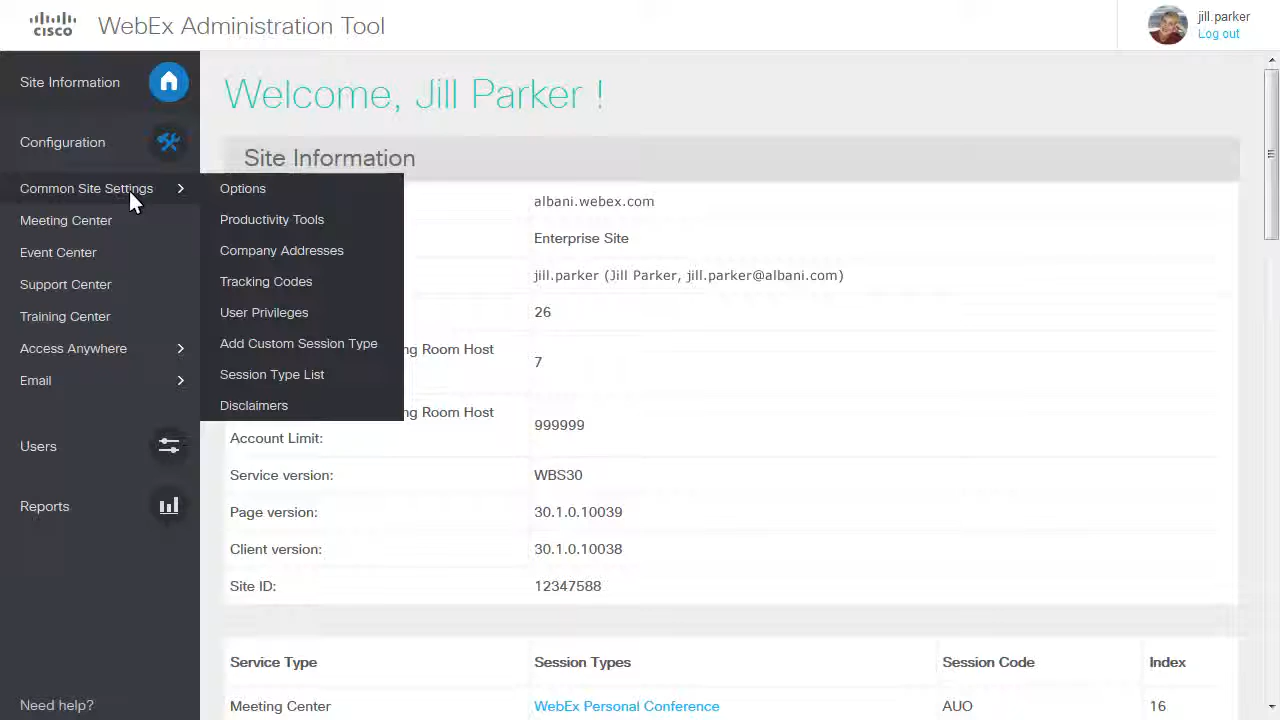 cisco
WebEx Administration Tool
jill.parker
Log out
Site Information
Configuration
Common Site Settings
Meeting Center
Event Center
Support Center
Training Center
Access Anywhere
Email
Users
Reports
Need help?
Options
Productivity Tools
Company Addresses
Tracking Codes
User Privileges
Add Custom Session Type
Session Type List
Disclaimers
Welcome, Jill Parker !
Site Information
albani.webex.com
Enterprise Site
jill.parker (Jill Parker, jill.parker@albani.com)
26
ng Room Host
7
ng Room Host
Account Limit:
999999
Service version:
WBS30
Page version:
30.1.0.10039
Client version:
30.1.0.10038
Site ID:
12347588
Service Type
Session Types
Session Code
Index
Meeting Center
WebEx Personal Conference
AUO
16